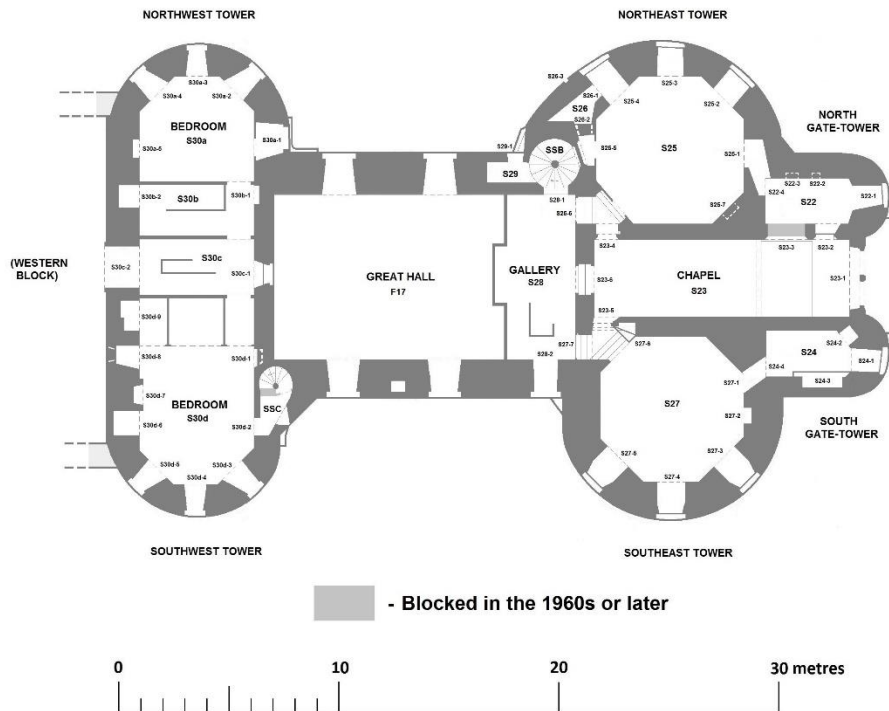 NORTHWEST TOWER
NORTHEAST TOWER
S30a-3
S30a-4
S30a-2
BEDROOM
S30a
S30a-1
S30a-5
S26-3
S26-1
S26
S26-2
S25-3
S25-4
S25-2
NORTH
GATE-TOWER
S29-1
SSB
S29
S25-5
S25
S25-1
S28-1
S25-6
S25-7
S22-4
S22-3
S22-2
S22
S22-1
S30b-2
S30b
S30b-1
(WESTERN
BLOCK)
S30c-2
S30c
S30c-1
GREAT HALL
F17
GALLERY
S28
S23-4
S23-6
S23-5
CHAPEL
S23
S23-3
S23-2
S23-1
S30d-9
S30d-8
S30d-1
S30d-7
S30d-6
BEDROOM
S30d
SSC
S30d-2
S30d-5
S30d-3
S30d-4
S28-2
S27-7
S27-6
S27
S27-1
S27-2
S27-3
S27-4
S27-5
S24-4
S24
S24-2
S24-1
S24-3
SOUTH
GATE-TOWER
SOUTHWEST TOWER
SOUTHEAST TOWER
- Blocked in the 1960s or later
0 10 20 30 metres